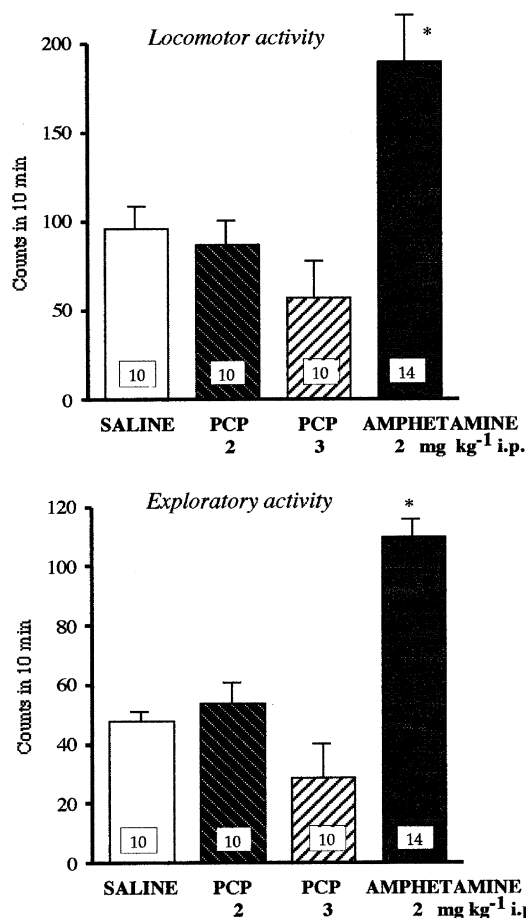 Locomotor activity
*
200
150
100
50
0
Counts in 10 min
10 10 10 14
SALINE PCP PCP AMPHETAMINE
2 3 2 mg kg⁻¹ i.p.
Exploratory activity
*
120
100
80
60
40
20
0
Counts in 10 min
10 10 10 14
SALINE PCP PCP AMPHETAMINE
2 3 2 mg kg⁻¹ i.p